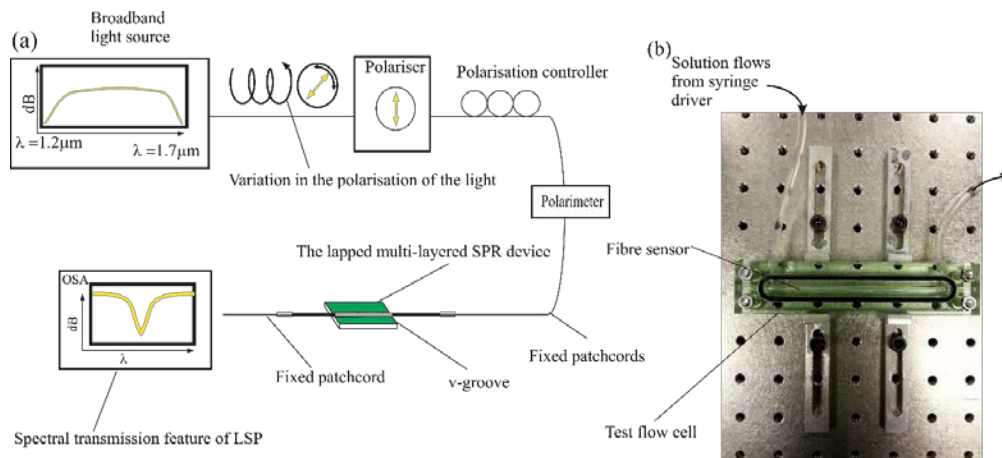 (a)
Broadband
light source
dB
λ =1.2µm
λ =1.7µm
Polariser
Polarisation controller
Variation in the polarisation of the light
Polarimeter
The lapped multi-layered SPR device
OSA
dB
λ
Fixed patchcord
v-groove
Fixed patchcords
Spectral transmission feature of LSP
(b)
Solution flows
from syringe
driver
Fibre sensor
Test flow cell